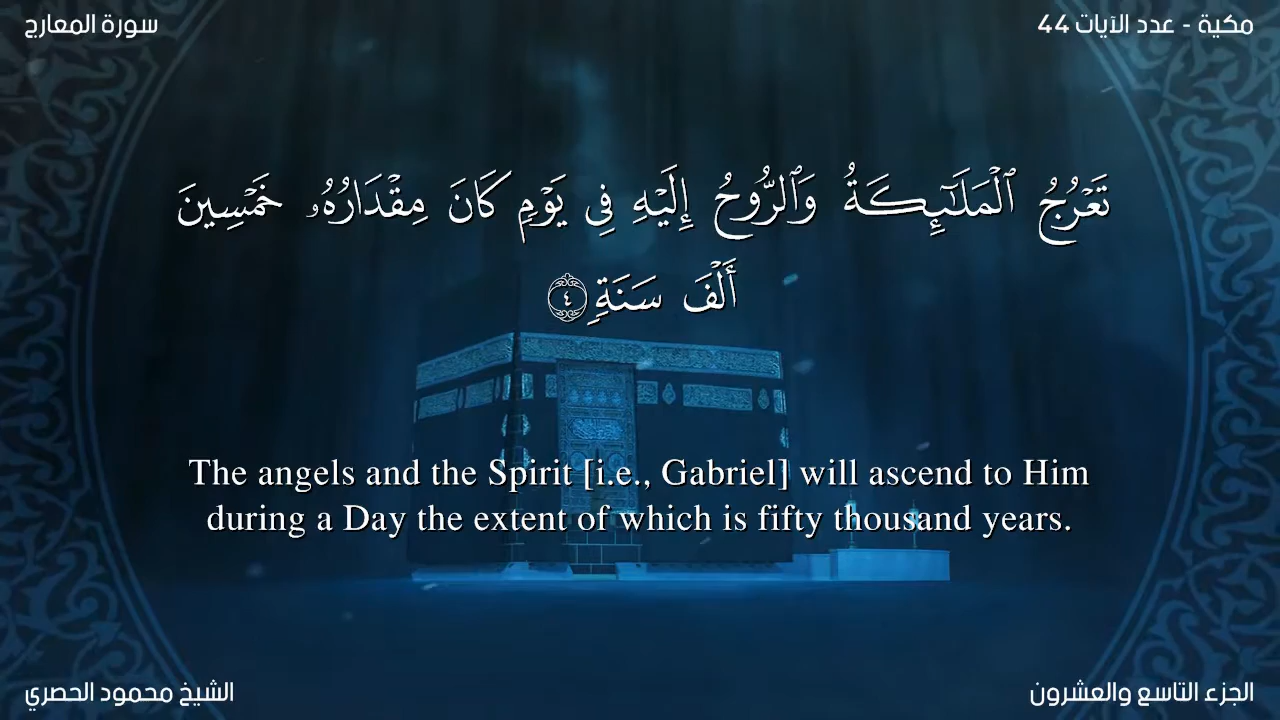 سورة المعارج
مكية - عدد الآيات 44
تَعْرُجُ ٱلْمَلَٰٓئِكَةُ وَٱلرُّوحُ إِلَيْهِ فِى يَوْمٍ كَانَ مِقْدَارُهُۥ خَمْسِينَ
أَلْفَ سَنَةٍ ٤
The angels and the Spirit [i.e., Gabriel] will ascend to Him
during a Day the extent of which is fifty thousand years.
الشيخ محمود الحصري
الجزء التاسع والعشرون